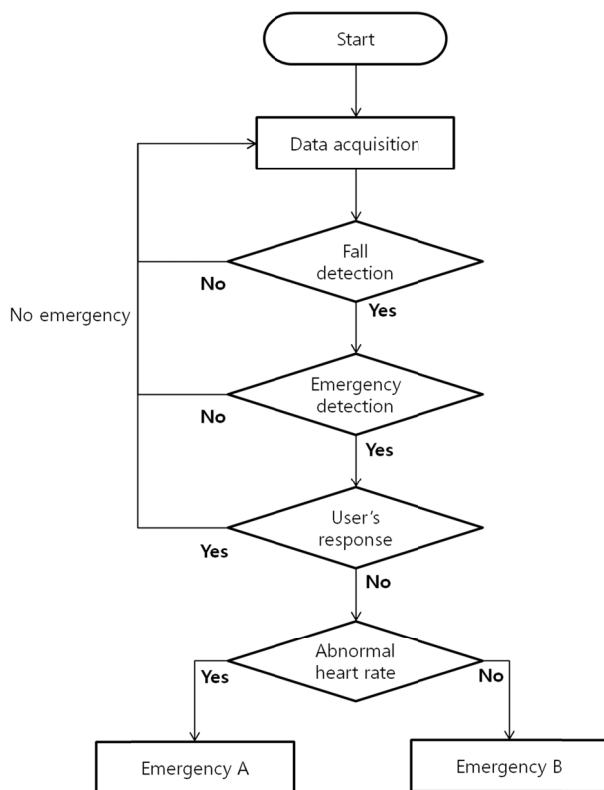 Start
Data acquisition
Fall
detection
No
Yes
No emergency
Emergency
detection
No
Yes
User's
response
Yes
No
Abnormal
heart rate
Yes
No
Emergency A
Emergency B